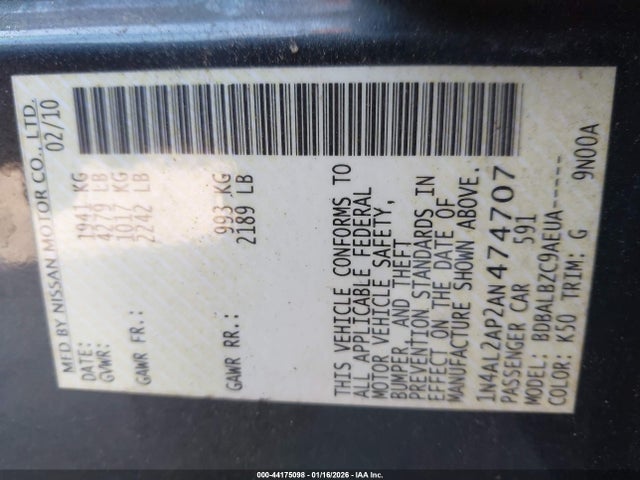 MFD BY NISSAN MOTOR CO., LTD.
DATE: 02/10
GVWR: 1941 KG
4279 LB
GAWR FR.: 1017 KG
2242 LB
GAWR RR.: 993 KG
2189 LB
THIS VEHICLE CONFORMS TO
ALL APPLICABLE FEDERAL
MOTOR VEHICLE SAFETY,
BUMPER, AND THEFT
PREVENTION STANDARDS IN
EFFECT ON THE DATE OF
MANUFACTURE SHOWN ABOVE.
1N4AL2AP2AN474707
PASSENGER CAR 591
MODEL: BDBALBZC9AEUA-----
COLOR: K50 TRIM: G 9N00A
000-44175098 - 01/16/2026 - IAA Inc.